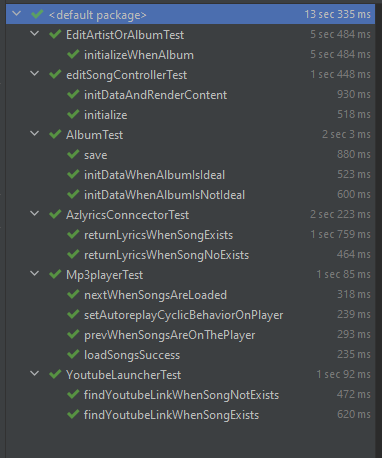 <default package> 13 sec 335 ms
EditArtistOrAlbumTest 5 sec 484 ms
initializeWhenAlbum 5 sec 484 ms
editSongControllerTest 1 sec 448 ms
initDataAndRenderContent 930 ms
initialize 518 ms
AlbumTest 2 sec 3 ms
save 880 ms
initDataWhenAlbumIsIdeal 523 ms
initDataWhenAlbumIsNotIdeal 600 ms
AzlyricsConncectorTest 2 sec 223 ms
returnLyricsWhenSongExists 1 sec 759 ms
returnLyricsWhenSongNoExists 464 ms
Mp3playerTest 1 sec 85 ms
nextWhenSongsAreLoaded 318 ms
setAutoreplayCyclicBehaviorOnPlayer 239 ms
prevWhenSongsAreOnThePlayer 293 ms
loadSongsSuccess 235 ms
YoutubeLauncherTest 1 sec 92 ms
findYoutubeLinkWhenSongNotExists 472 ms
findYoutubeLinkWhenSongExists 620 ms